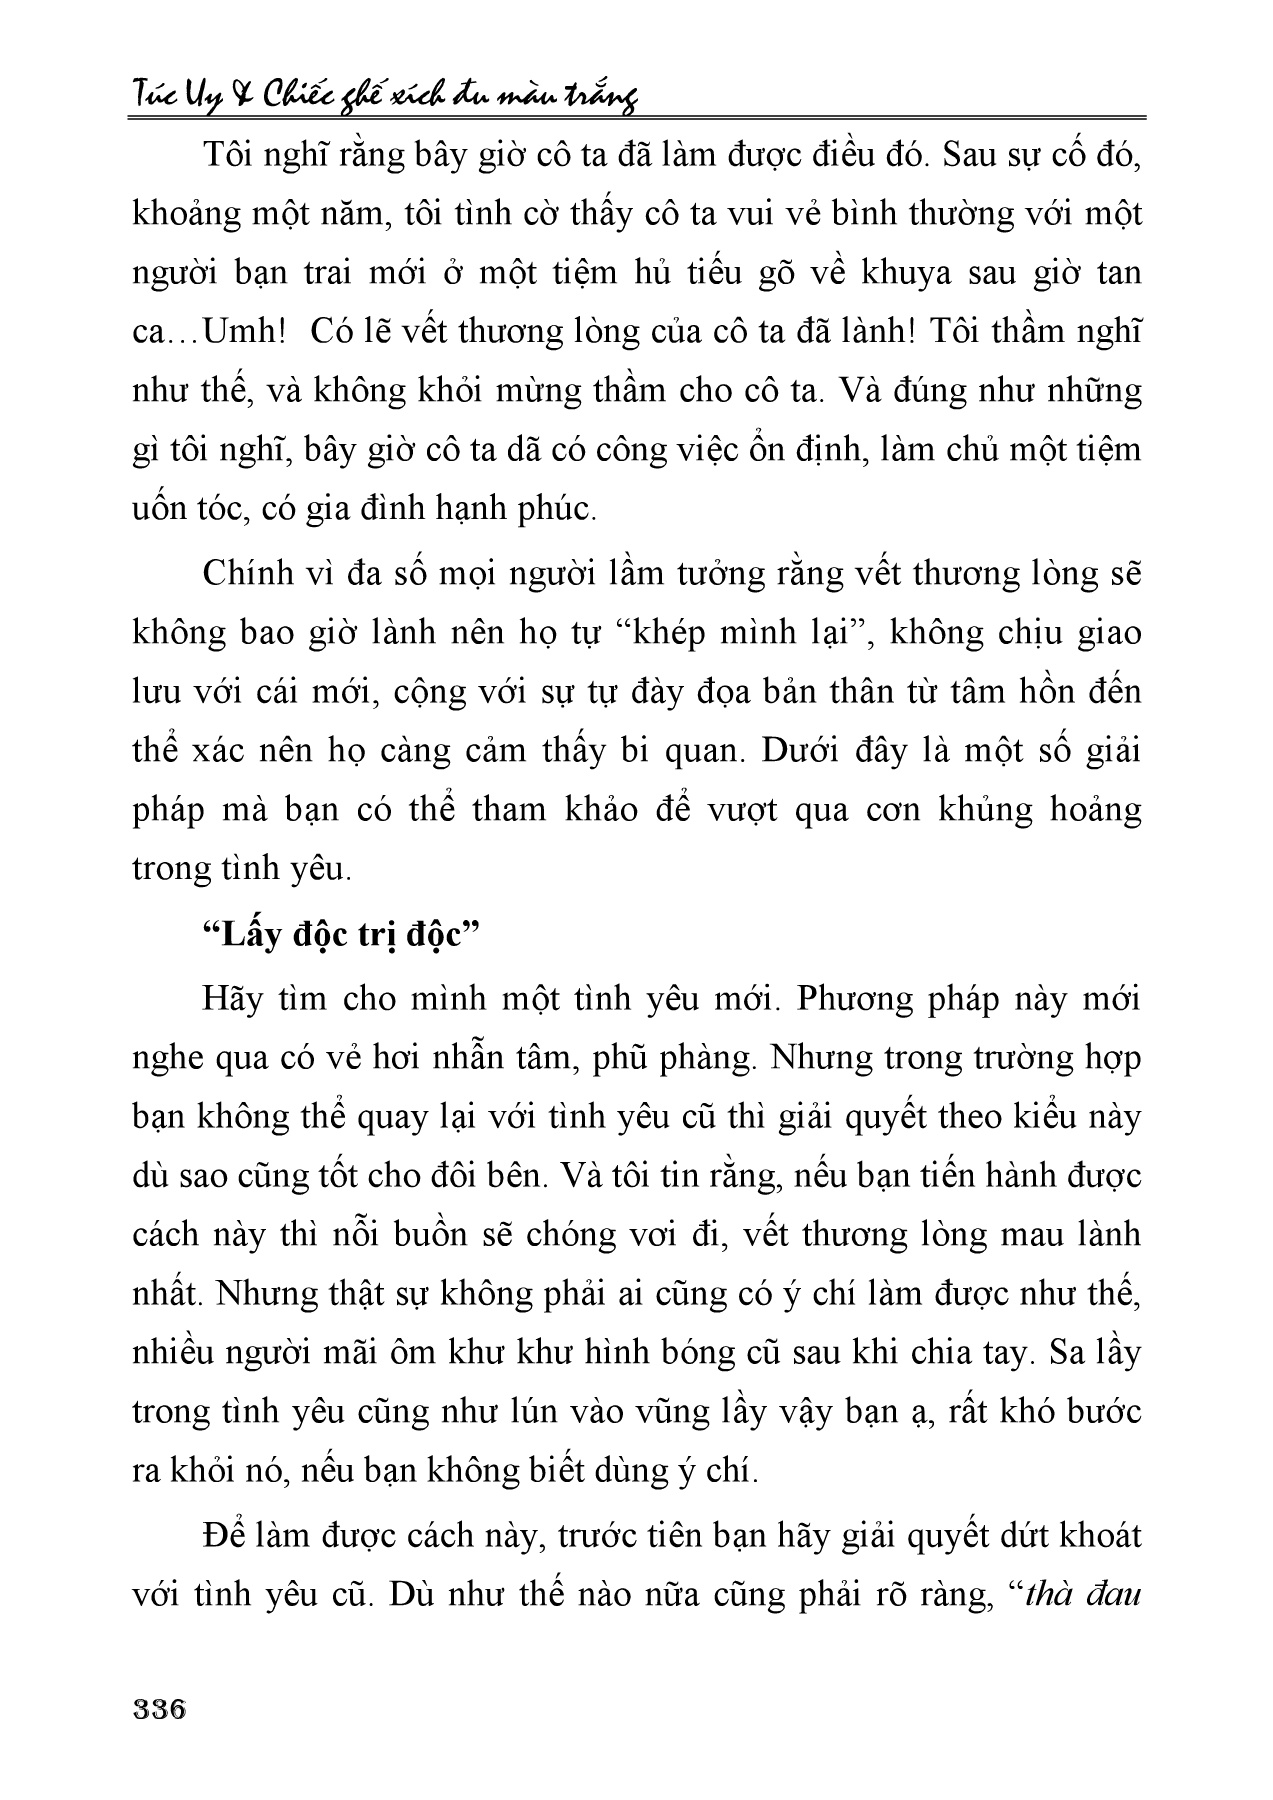 Túc Uy & Chiếc ghế xích đu màu trắng
Tôi nghĩ rằng bây giờ cô ta đã làm được điều đó. Sau sự cố đó,
khoảng một năm, tôi tình cờ thấy cô ta vui vẻ bình thường với một
người bạn trai mới ở một tiệm hủ tiếu gõ về khuya sau giờ tan
ca…Umh!  Có lẽ vết thương lòng của cô ta đã lành! Tôi thầm nghĩ
như thế, và không khỏi mừng thầm cho cô ta. Và đúng như những
gì tôi nghĩ, bây giờ cô ta dã có công việc ổn định, làm chủ một tiệm
uốn tóc, có gia đình hạnh phúc.
Chính vì đa số mọi người lầm tưởng rằng vết thương lòng sẽ
không bao giờ lành nên họ tự “khép mình lại”, không chịu giao
lưu với cái mới, cộng với sự tự đày đọa bản thân từ tâm hồn đến
thể xác nên họ càng cảm thấy bi quan. Dưới đây là một số giải
pháp mà bạn có thể tham khảo để vượt qua cơn khủng hoảng
trong tình yêu.
“Lấy độc trị độc”
Hãy tìm cho mình một tình yêu mới. Phương pháp này mới
nghe qua có vẻ hơi nhẫn tâm, phũ phàng. Nhưng trong trường hợp
bạn không thể quay lại với tình yêu cũ thì giải quyết theo kiểu này
dù sao cũng tốt cho đôi bên. Và tôi tin rằng, nếu bạn tiến hành được
cách này thì nỗi buồn sẽ chóng vơi đi, vết thương lòng mau lành
nhất. Nhưng thật sự không phải ai cũng có ý chí làm được như thế,
nhiều người mãi ôm khư khư hình bóng cũ sau khi chia tay. Sa lầy
trong tình yêu cũng như lún vào vũng lầy vậy bạn ạ, rất khó bước
ra khỏi nó, nếu bạn không biết dùng ý chí.
Để làm được cách này, trước tiên bạn hãy giải quyết dứt khoát
với tình yêu cũ. Dù như thế nào nữa cũng phải rõ ràng, “thà đau
336